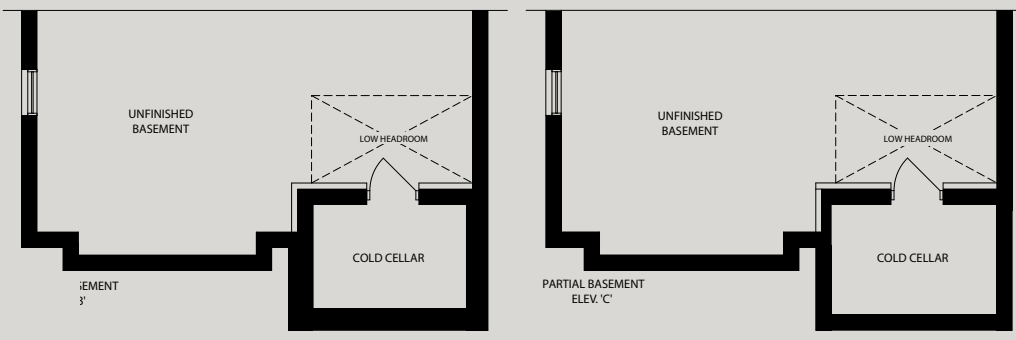 UNFINISHED
BASEMENT
LOW HEADROOM
COLD CELLAR
UNFINISHED
BASEMENT
LOW HEADROOM
COLD CELLAR
PARTIAL BASEMENT
ELEV. 'C'